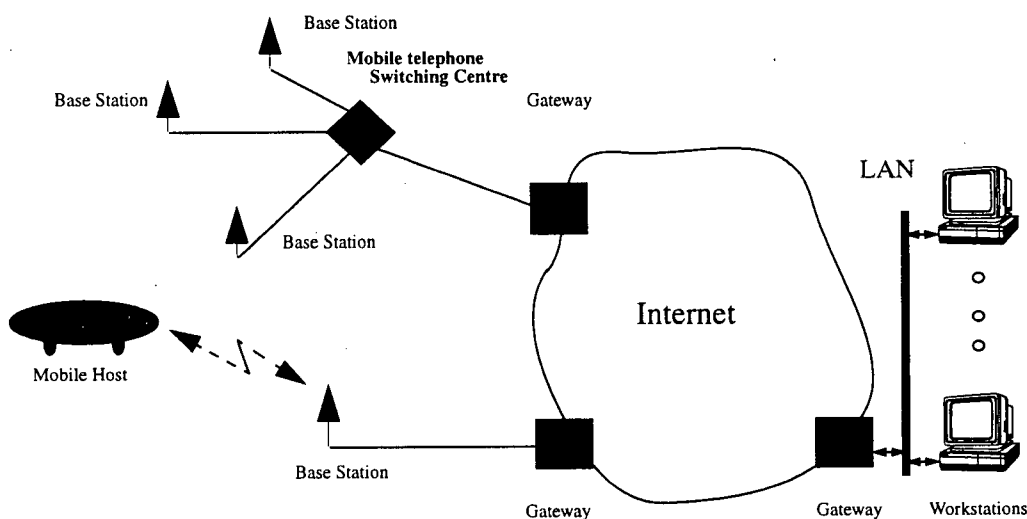 Base Station
Mobile telephone
Switching Centre
Base Station
Gateway
LAN
Base Station
Internet
Mobile Host
Base Station
Gateway
Gateway
Workstations